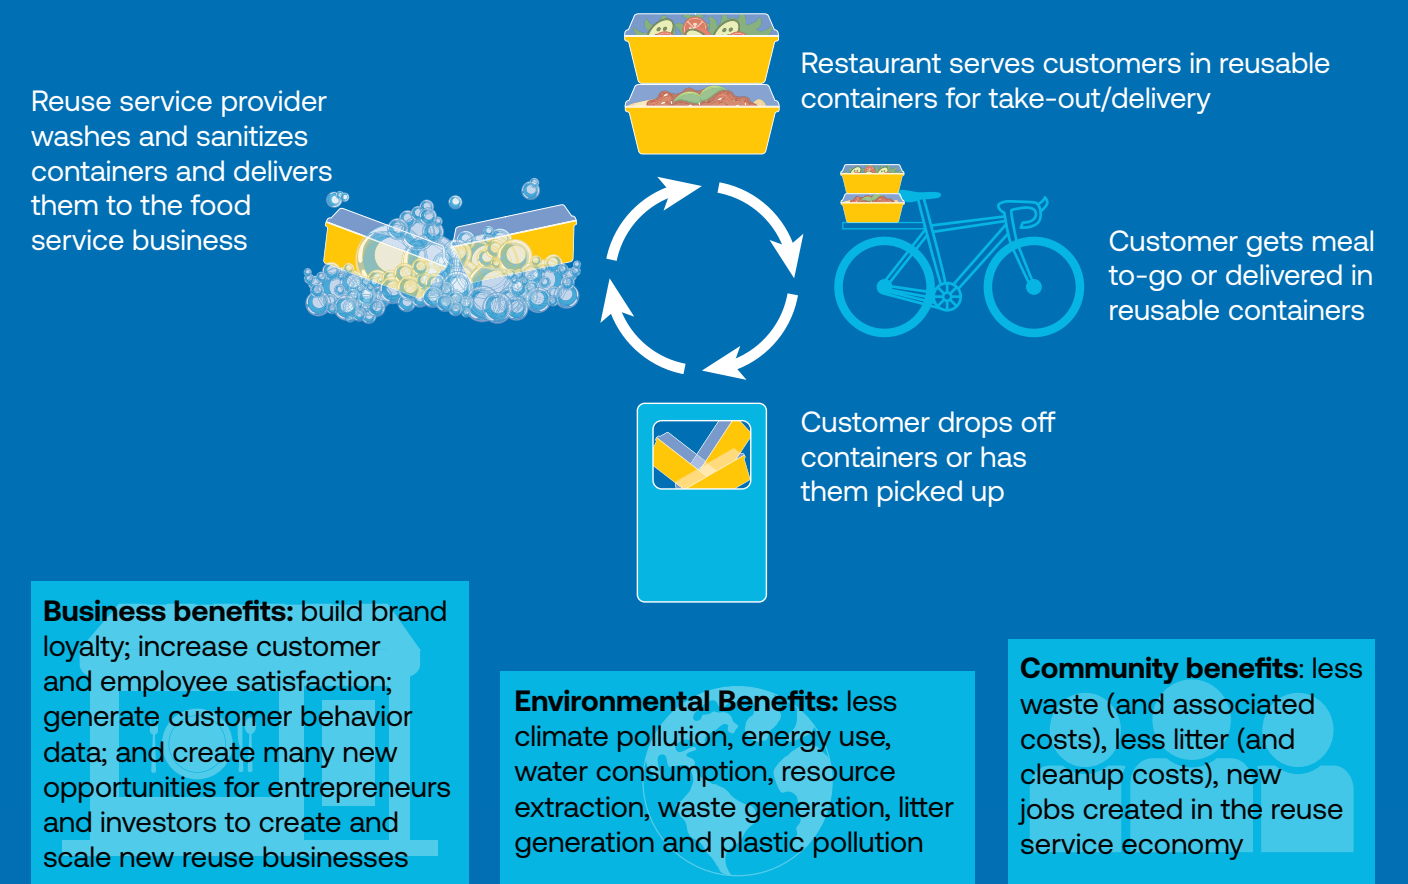 Restaurant serves customers in reusable
containers for take-out/delivery
Reuse service provider
washes and sanitizes
containers and delivers
them to the food
service business
Customer gets meal
to-go or delivered in
reusable containers
Customer drops off
containers or has
them picked up
Business benefits: build brand
loyalty; increase customer
and employee satisfaction;
generate customer behavior
data; and create many new
opportunities for entrepreneurs
and investors to create and
scale new reuse businesses
Environmental Benefits: less
climate pollution, energy use,
water consumption, resource
extraction, waste generation, litter
generation and plastic pollution
Community benefits: less
waste (and associated
costs), less litter (and
cleanup costs), new
jobs created in the reuse
service economy